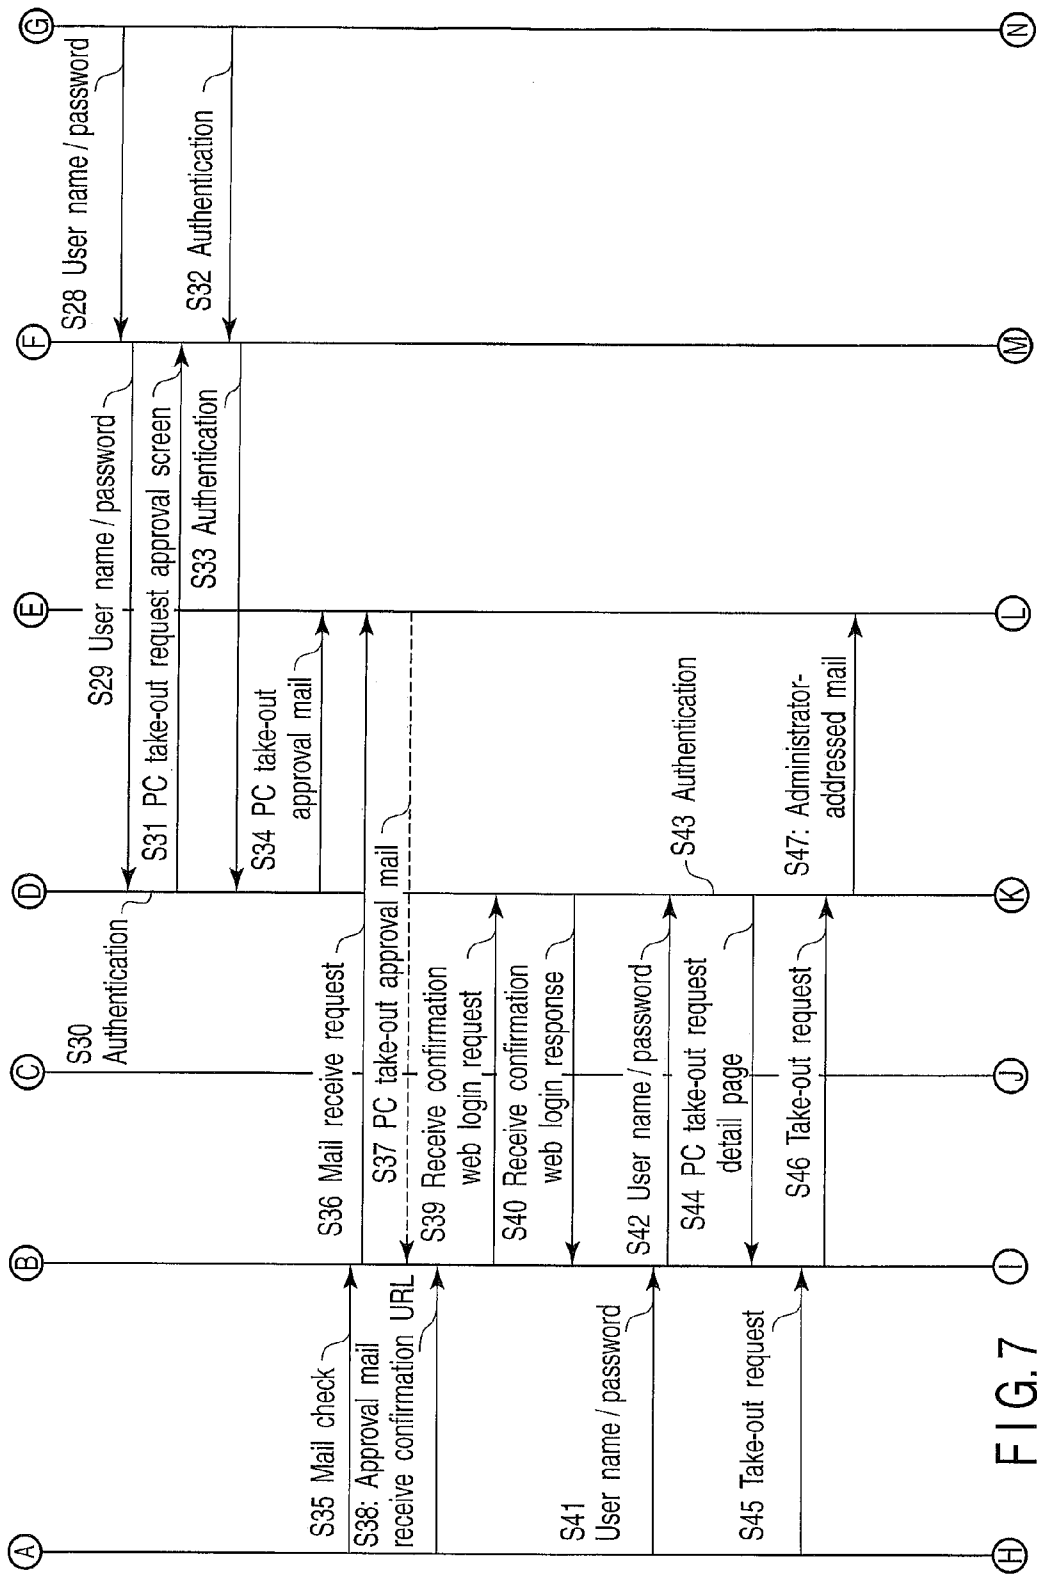 A
B
C
D
E
F
G
S28 User name / password
S29 User name / password
S30
Authentication
S31 PC take-out request approval screen
S32 Authentication
S33 Authentication
S34 PC take-out
approval mail
S35 Mail check
S36 Mail receive request
S37 PC take-out approval mail
S38: Approval mail
receive confirmation URL
S39 Receive confirmation
web login request
S40 Receive confirmation
web login response
S41
User name / password
S42 User name / password
S43 Authentication
S44 PC take-out request
detail page
S45 Take-out request
S46 Take-out request
S47: Administrator-
addressed mail
H
I
J
K
L
M
N
FIG. 7